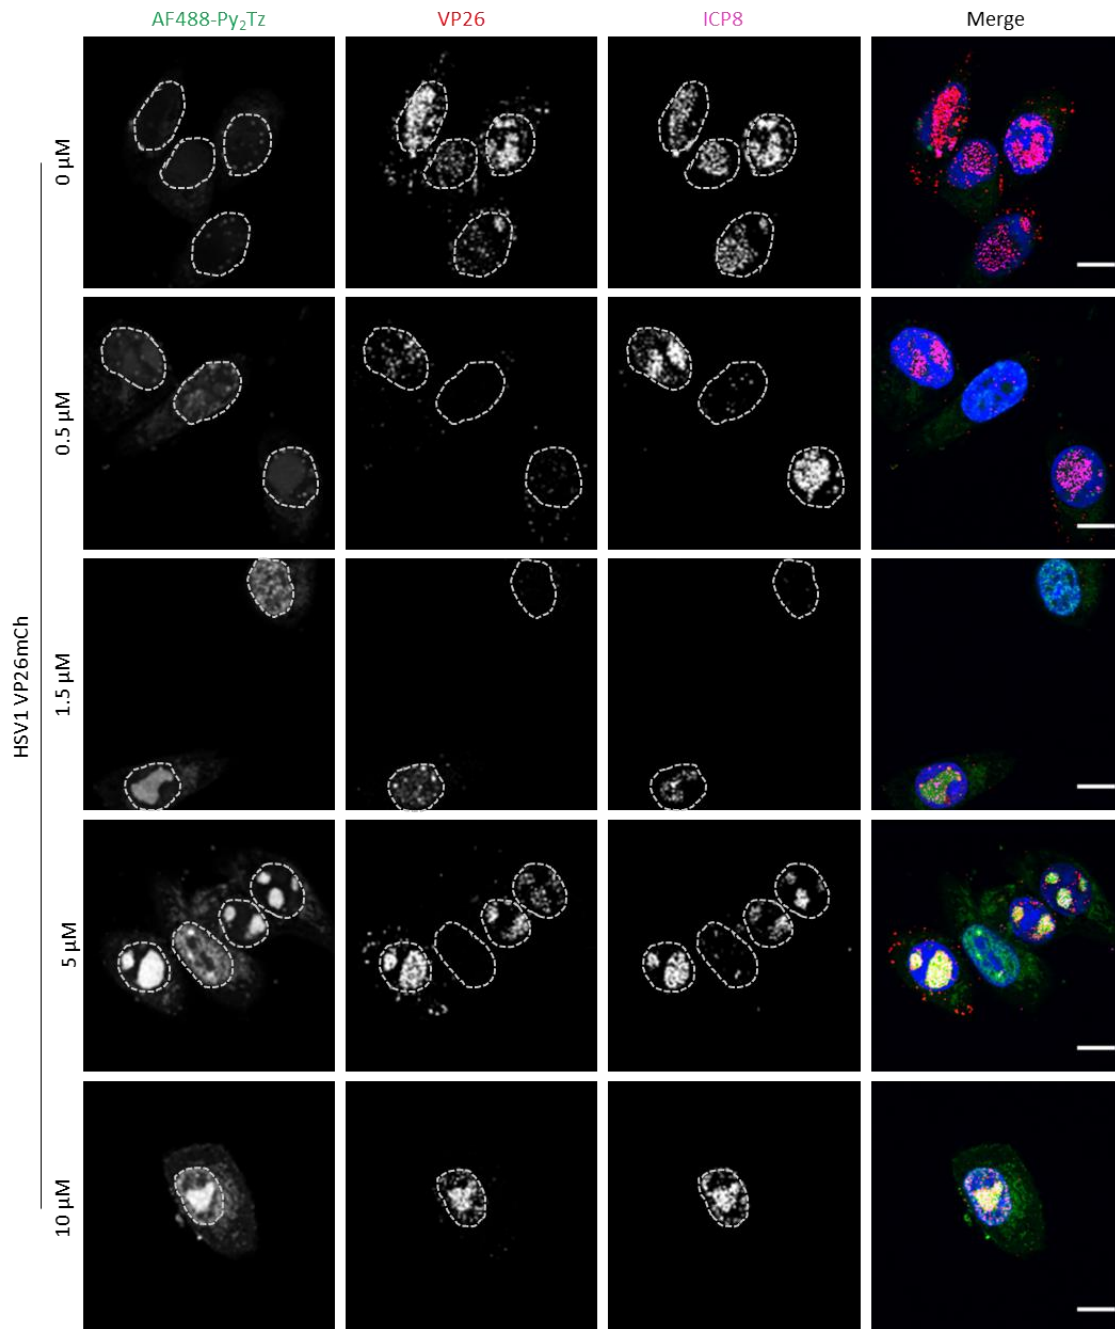 AF488-Py₂Tz
VP26
ICP8
Merge
HSV1 VP26mCh
0 µM
0.5 µM
1.5 µM
5 µM
10 µM